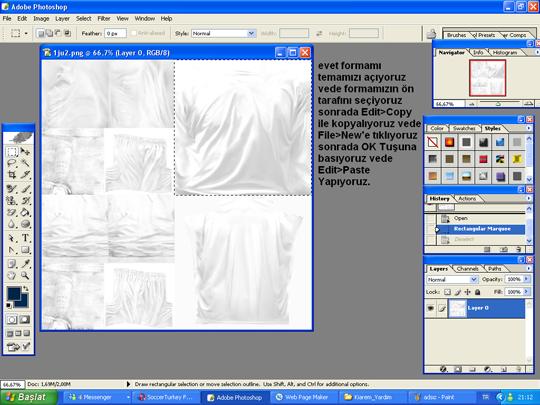 Adobe Photoshop
File Edit Image Layer Select Filter View Window Help
Feather: 0 px Anti-aliased Style: Normal Width: Height:
Brushes Presets Comps
1ju2.png @ 66,7% (Layer 0, RGB/8)
evet formamı
temamızı açıyoruz
vede formamızın ön
tarafını seçiyoruz
sonrada Edit>Copy
ile kopyalıyoruz vede
File>New'e tıklıyoruz
sonrada OK Tuşuna
basıyoruz vede
Edit>Paste
Yapıyoruz.
Navigator Info Histogram
66,67%
Color Swatches Styles
History Actions
Open
Rectangular Marquee
Deselect
Layers Channels Paths
Normal Opacity: 100%
Lock: Fill: 100%
Layer 0
66,67% Doc: 1,69M/2,00M Draw rectangular selection or move selection outline. Use Shift, Alt, and Ctrl for additional options.
Başlat 4 Messenger SoccerTurkey F... Adobe Photoshop Web Page Maker Kiarem_Yardim adsız - Paint TR 21:12